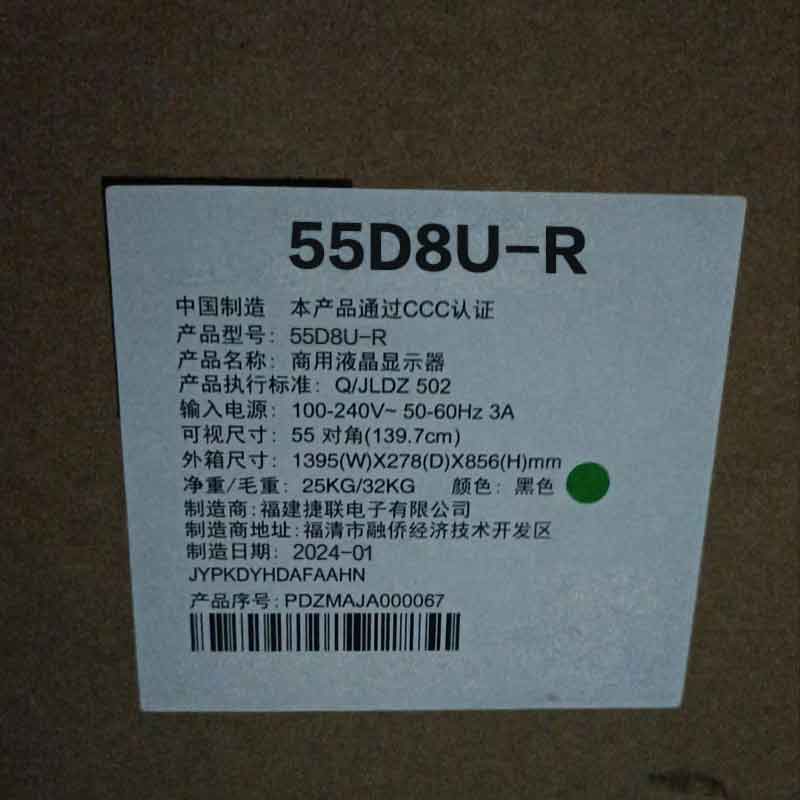 55D8U-R
中国制造 本产品通过CCC认证
产品型号: 55D8U-R
产品名称: 商用液晶显示器
产品执行标准: Q/JLDZ 502
输入电源: 100-240V~ 50-60Hz 3A
可视尺寸: 55 对角(139.7cm)
外箱尺寸: 1395(W)X278(D)X856(H)mm
净重/毛重: 25KG/32KG 颜色: 黑色
制造商: 福建捷联电子有限公司
制造商地址: 福清市融侨经济技术开发区
制造日期: 2024-01
JYPKDYHDAFAAHN
产品序号: PDZMAJA000067